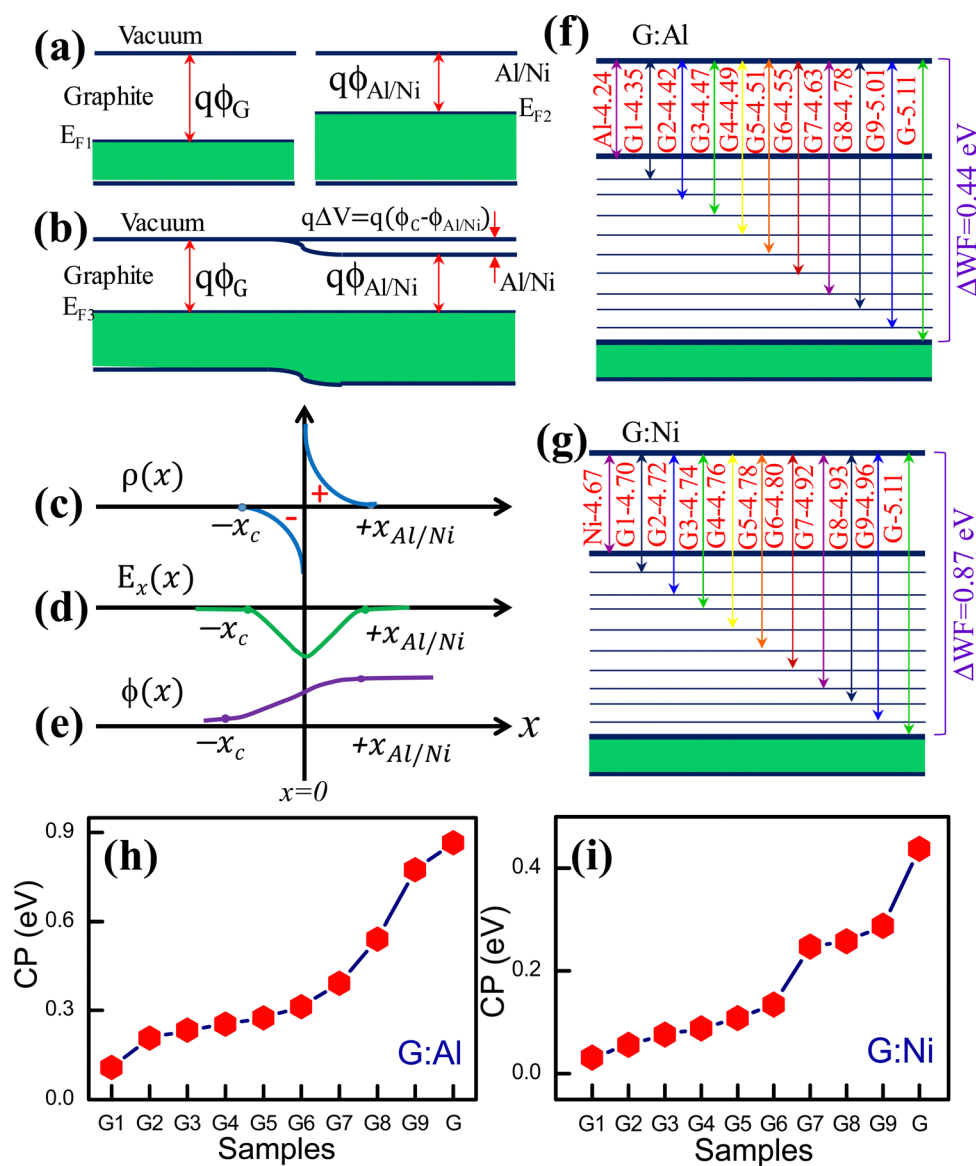 (a)
Vacuum
Graphite
qϕG
EF1
qϕAl/Ni
Al/Ni
EF2
(b)
Vacuum
qΔV=q(ϕC-ϕAl/Ni)
Graphite
qϕG
qϕAl/Ni
Al/Ni
EF3
(c)
ρ(x)
+
-
−xc
+xAl/Ni
(d)
Ex(x)
−xc
+xAl/Ni
(e)
ϕ(x)
−xc
+xAl/Ni
x
x=0
(f)
G:Al
Al-4.24
G1-4.35
G2-4.42
G3-4.47
G4-4.49
G5-4.51
G6-4.55
G7-4.63
G8-4.78
G9-5.01
G-5.11
ΔWF=0.44 eV
(g)
G:Ni
Ni-4.67
G1-4.70
G2-4.72
G3-4.74
G4-4.76
G5-4.78
G6-4.80
G7-4.92
G8-4.93
G9-4.96
G-5.11
ΔWF=0.87 eV
(h)
CP (eV)
0.9
0.6
0.3
0.0
G:Al
G1 G2 G3 G4 G5 G6 G7 G8 G9 G
Samples
(i)
CP (eV)
0.4
0.2
0.0
G:Ni
G1 G2 G3 G4 G5 G6 G7 G8 G9 G
Samples